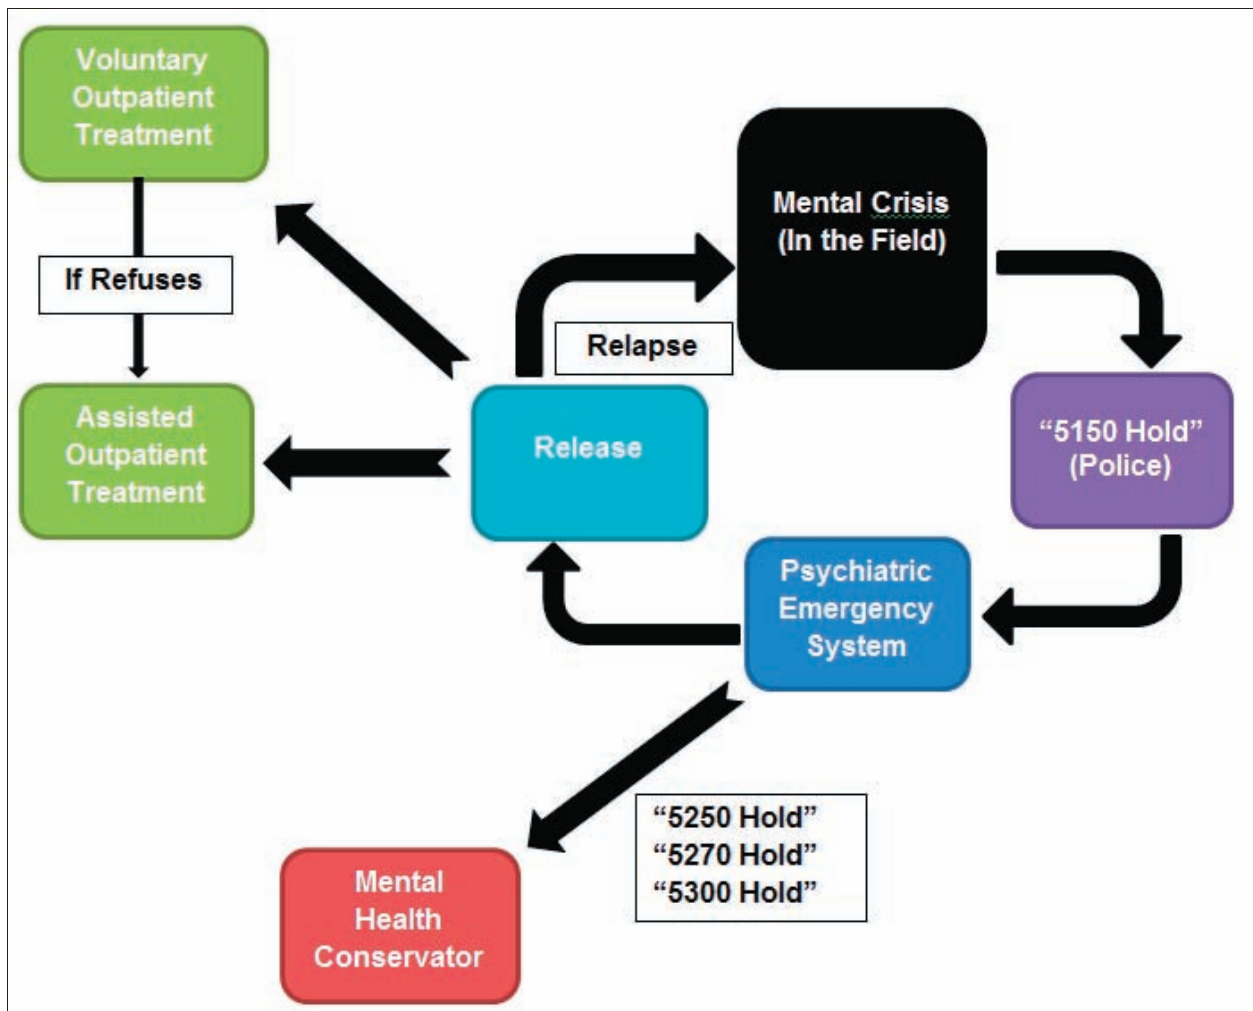 Voluntary
Outpatient
Treatment
If Refuses
Assisted
Outpatient
Treatment
Release
Relapse
Mental Crisis
(In the Field)
“5150 Hold”
(Police)
Psychiatric
Emergency
System
“5250 Hold”
“5270 Hold”
“5300 Hold”
Mental
Health
Conservator